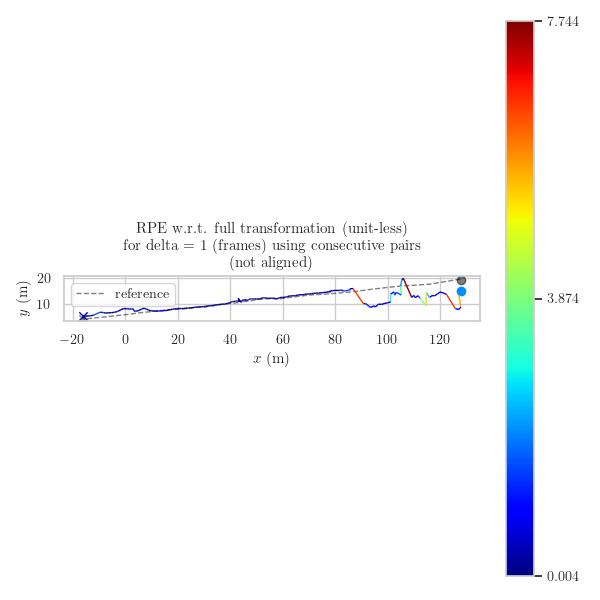 7.744
RPE w.r.t. full transformation (unit-less)
for delta = 1 (frames) using consecutive pairs
(not aligned)
20
10
y (m)
reference
−20 0 20 40 60 80 100 120
x (m)
3.874
0.004